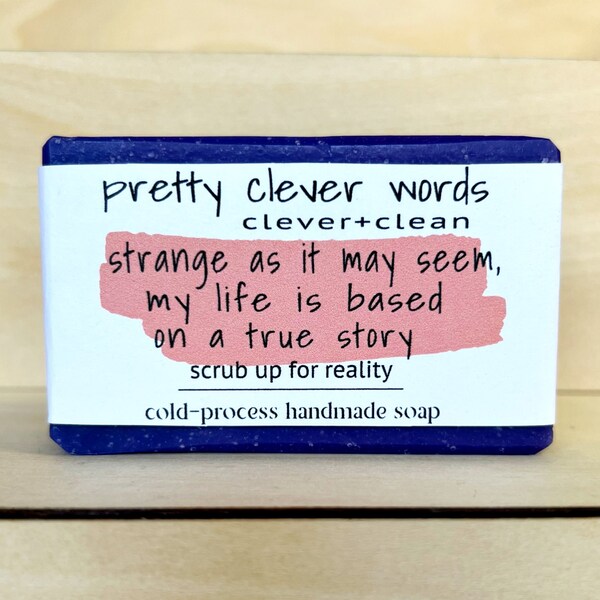 pretty clever words
clever+clean
strange as it may seem,
my life is based
on a true story
scrub up for reality
cold-process handmade soap